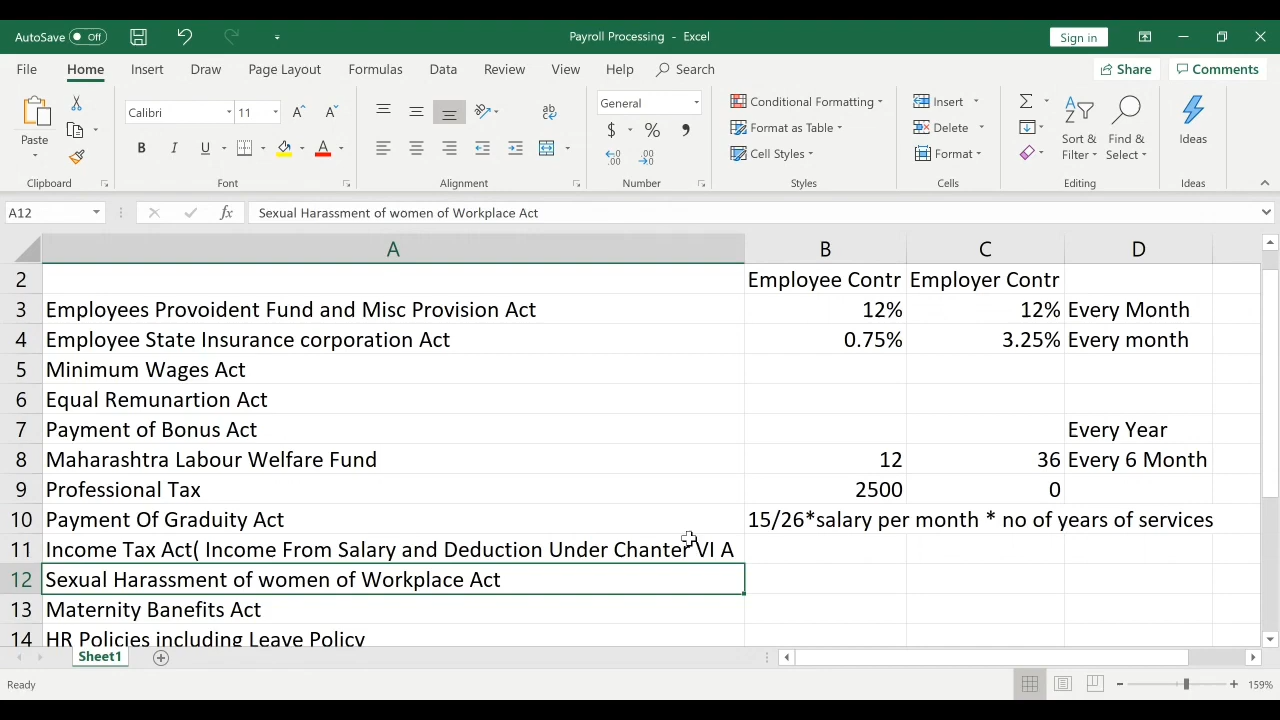 AutoSave Off Payroll Processing - Excel Sign in
File Home Insert Draw Page Layout Formulas Data Review View Help Search Share Comments
Paste
Calibri 11 A A
B I U A
ab
General
$ % ,
Conditional Formatting
Format as Table
Cell Styles
Insert
Delete
Format
Sort & Filter
Find & Select
Ideas
Clipboard Font Alignment Number Styles Cells Editing Ideas
A12 fx Sexual Harassment of women of Workplace Act
A B C D
2 Employee Contr Employer Contr
3 Employees Provoident Fund and Misc Provision Act 12% 12% Every Month
4 Employee State Insurance corporation Act 0.75% 3.25% Every month
5 Minimum Wages Act
6 Equal Remunartion Act
7 Payment of Bonus Act Every Year
8 Maharashtra Labour Welfare Fund 12 36 Every 6 Month
9 Professional Tax 2500 0
10 Payment Of Graduity Act 15/26*salary per month * no of years of services
11 Income Tax Act( Income From Salary and Deduction Under Chapter VI A
12 Sexual Harassment of women of Workplace Act
13 Maternity Banefits Act
14 HR Policies including Leave Policy
Sheet1
Ready 159%